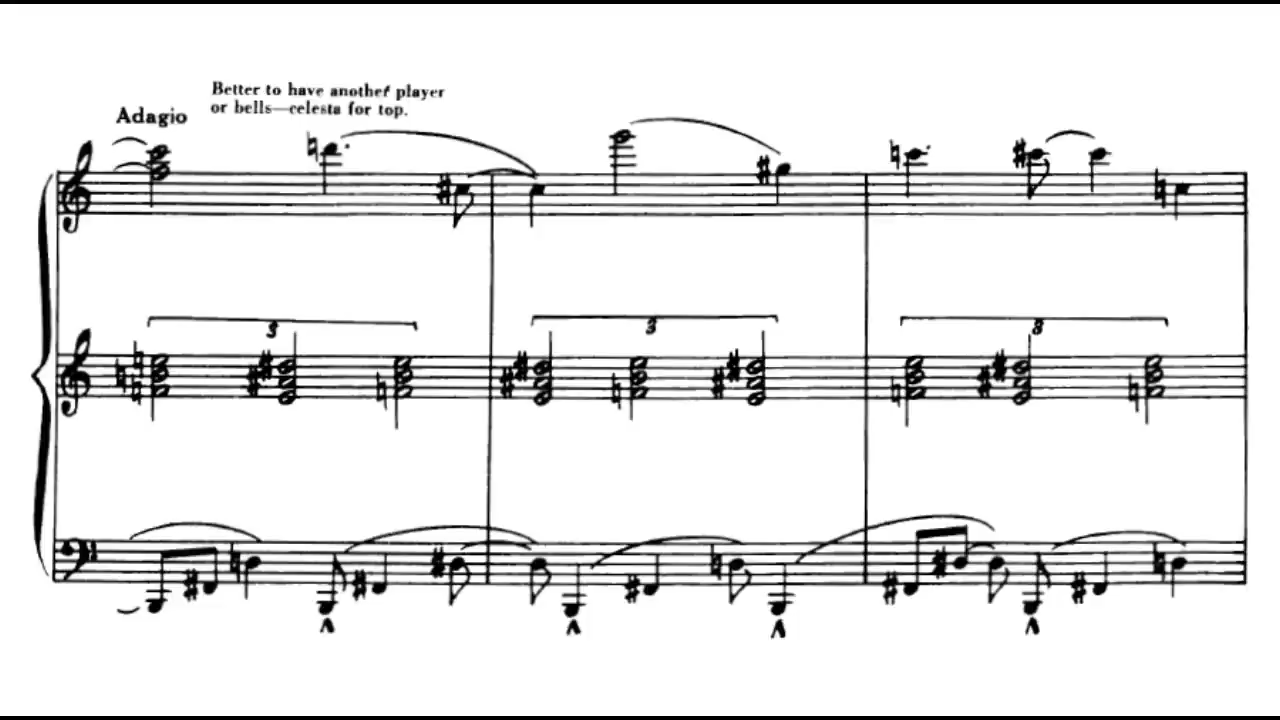 Better to have another player
or bells—celesta for top.
Adagio
3
3
3